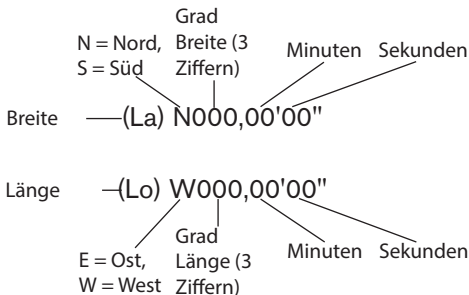 Grad
Breite (3
Ziffern)
N = Nord,
S = Süd
Minuten
Sekunden
Breite
(La) N000,00'00"
Länge
(Lo) W000,00'00"
E = Ost,
W = West
Grad
Länge (3
Ziffern)
Minuten
Sekunden